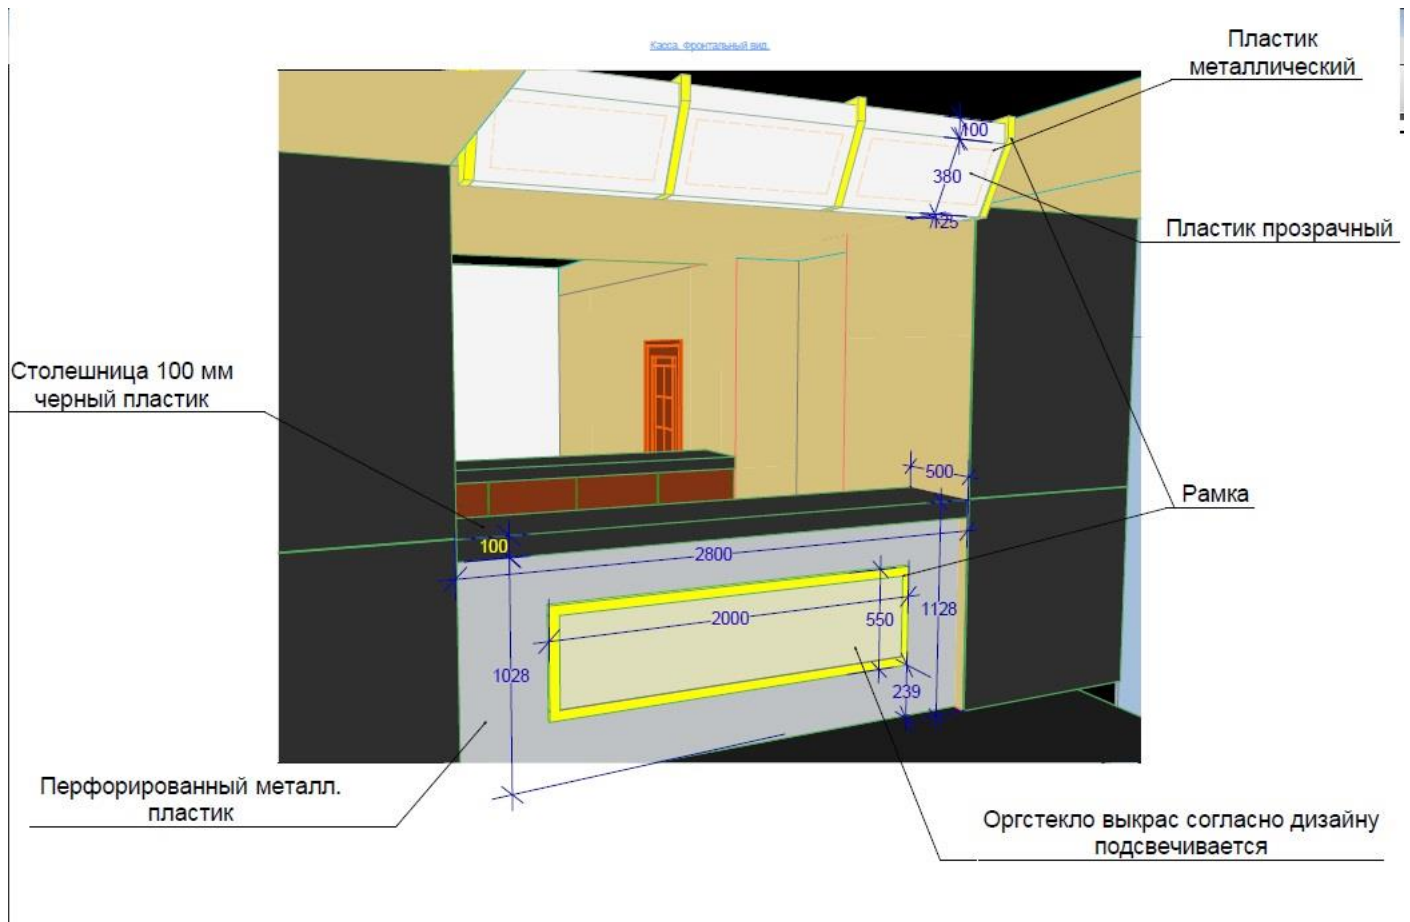 Касса. Фронтальный вид.
Пластик
металлический
100
380
125
Пластик прозрачный
Столешница 100 мм
черный пластик
500
Рамка
100
2800
2000
550
1128
1028
239
Перфорированный металл.
пластик
Оргстекло выкрас согласно дизайну
подсвечивается